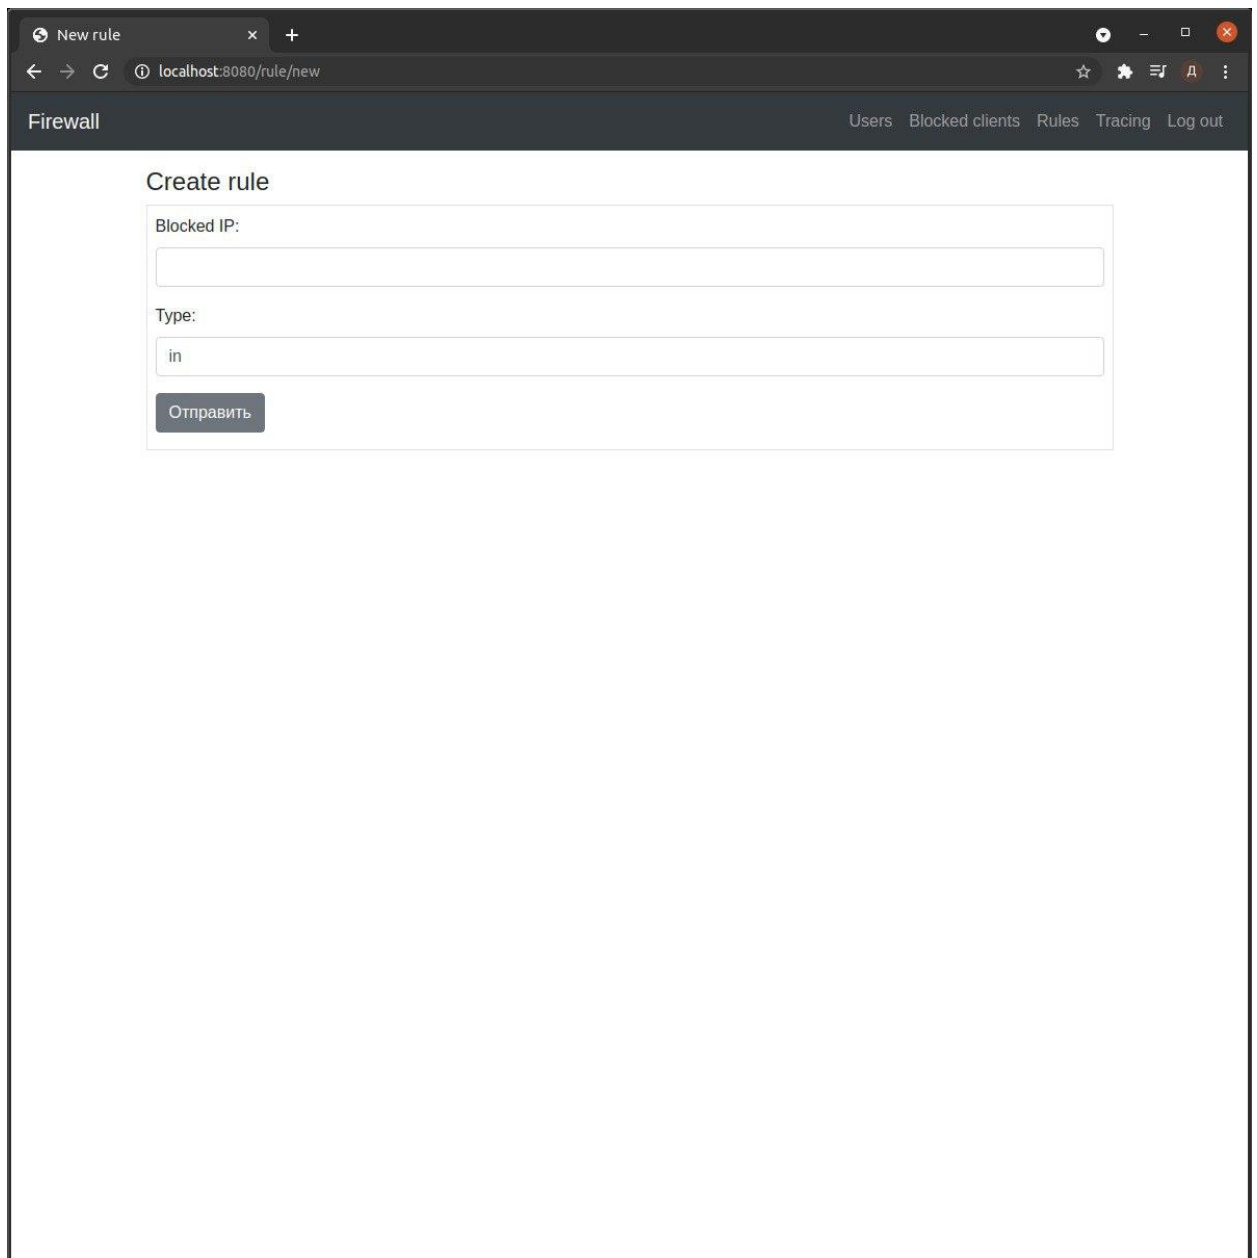 New rule
localhost:8080/rule/new
Д
Firewall
Users Blocked clients Rules Tracing Log out
Create rule
Blocked IP:
Type:
in
Отправить